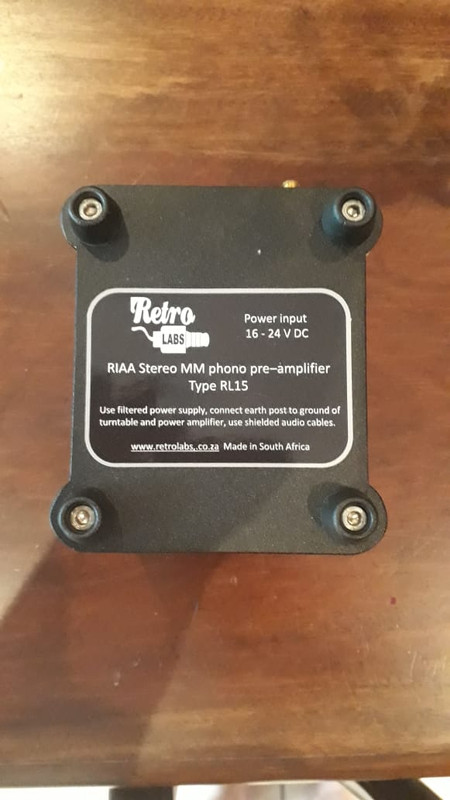 Retro
LABS
Power input
16 - 24 V DC
RIAA Stereo MM phono pre–amplifier
Type RL15
Use filtered power supply, connect earth post to ground of
turntable and power amplifier, use shielded audio cables.
www.retrolabs,.co.za Made in South Africa